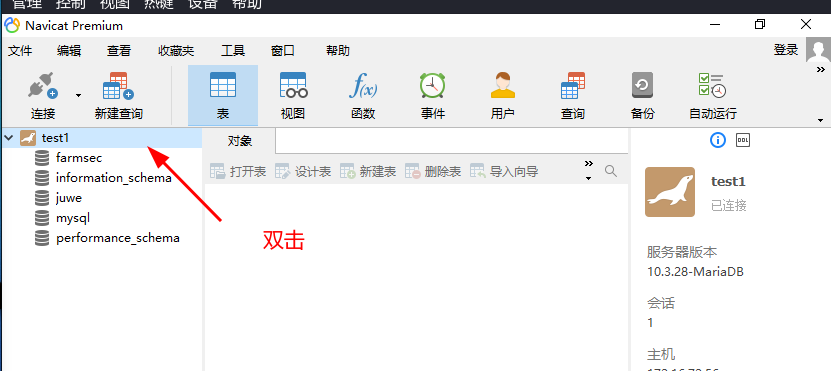 管理 控制 视图 热键 设备 帮助
Navicat Premium
文件 编辑 查看 收藏夹 工具 窗口 帮助 登录
连接 新建查询 表 视图 函数 事件 用户 查询 备份 自动运行
f(x)
test1
farmsec
information_schema
juwe
mysql
performance_schema
对象
打开表 设计表 新建表 删除表 导入向导
双击
DDL
test1
已连接
服务器版本
10.3.28-MariaDB
会话
1
主机